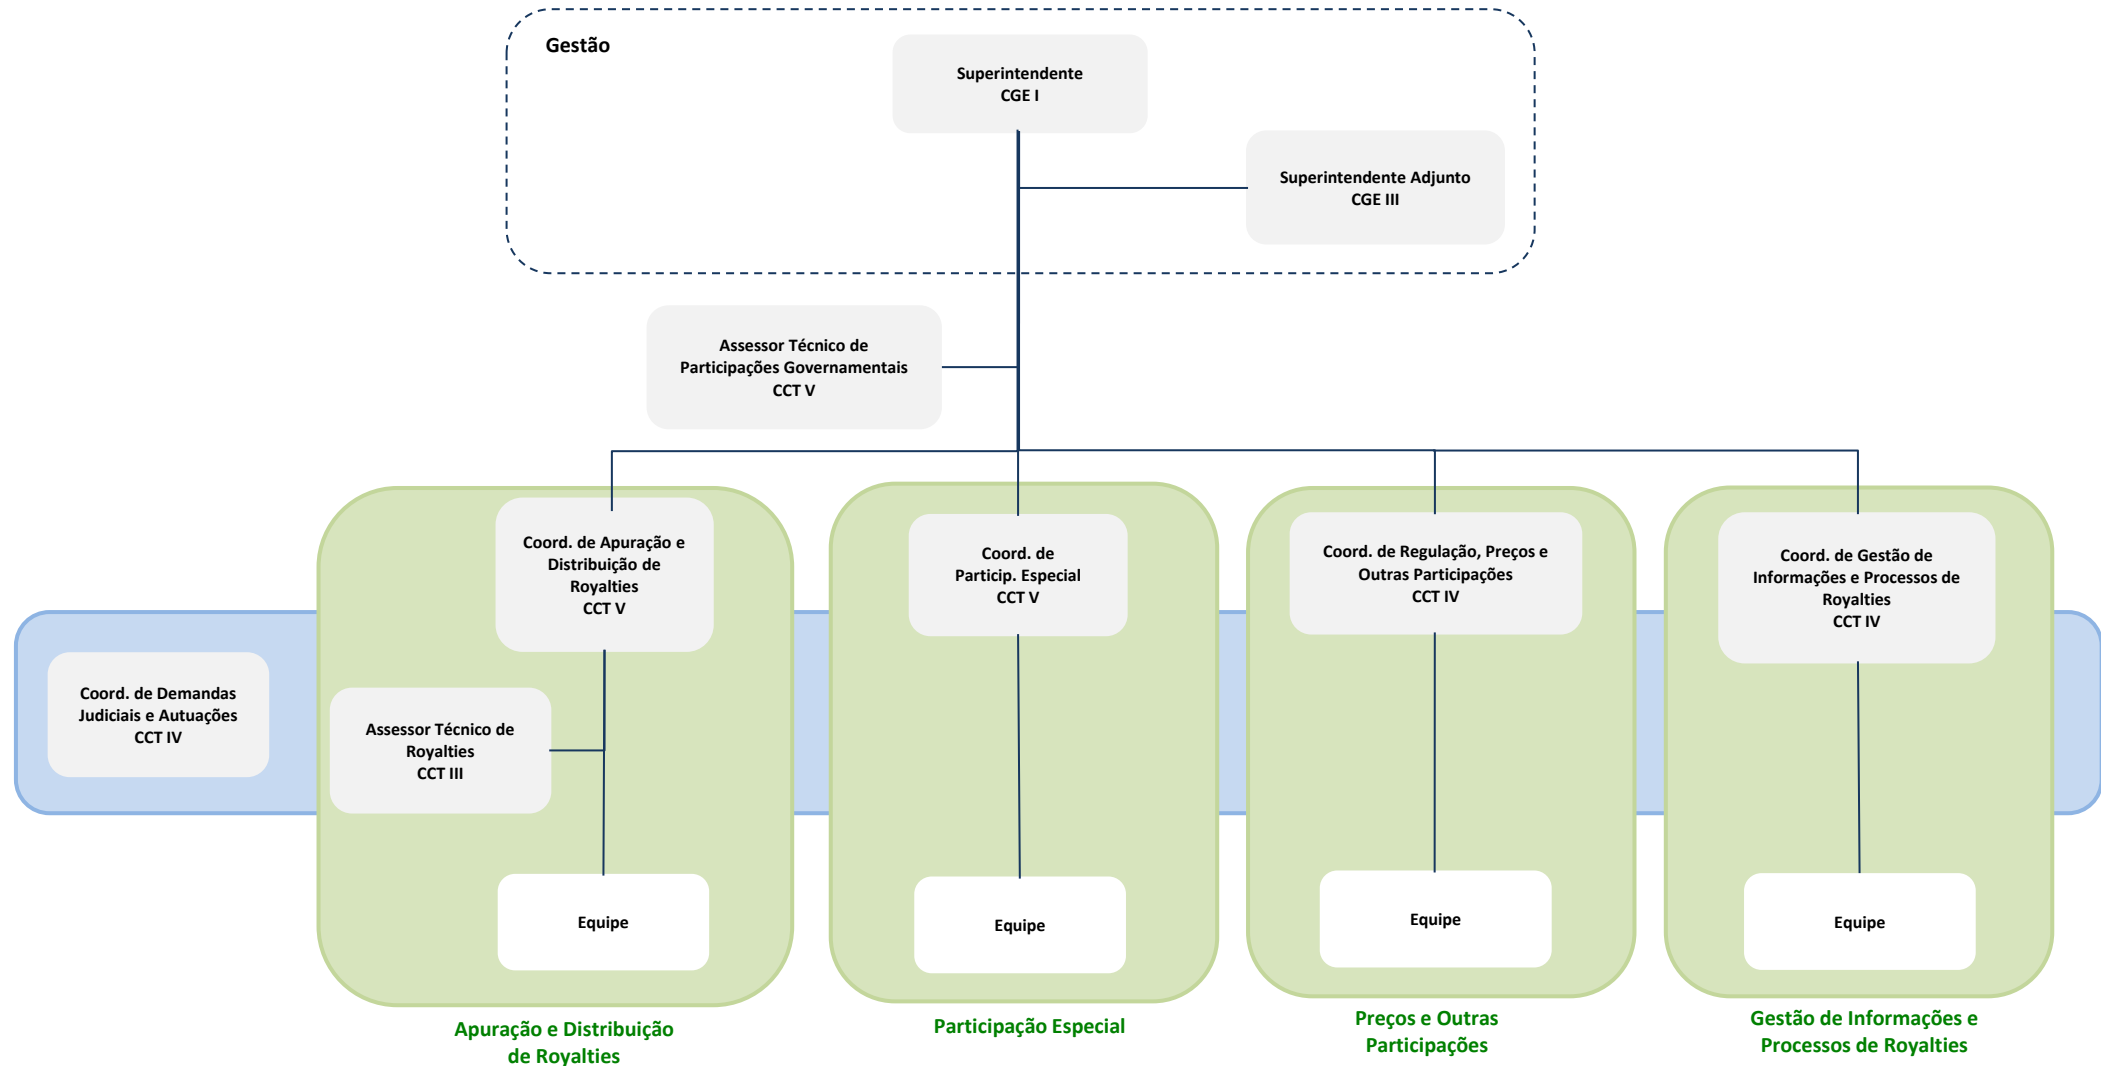 Gestão
Superintendente
CGE I
Superintendente Adjunto
CGE III
Assessor Técnico de
Participações Governamentais
CCT V
Coord. de Apuração e
Distribuição de
Royalties
CCT V
Coord. de
Particip. Especial
CCT V
Coord. de Regulação, Preços e
Outras Participações
CCT IV
Coord. de Gestão de
Informações e Processos de
Royalties
CCT IV
Coord. de Demandas
Judiciais e Autuações
CCT IV
Assessor Técnico de
Royalties
CCT III
Equipe
Equipe
Equipe
Equipe
Apuração e Distribuição
de Royalties
Participação Especial
Preços e Outras
Participações
Gestão de Informações e
Processos de Royalties